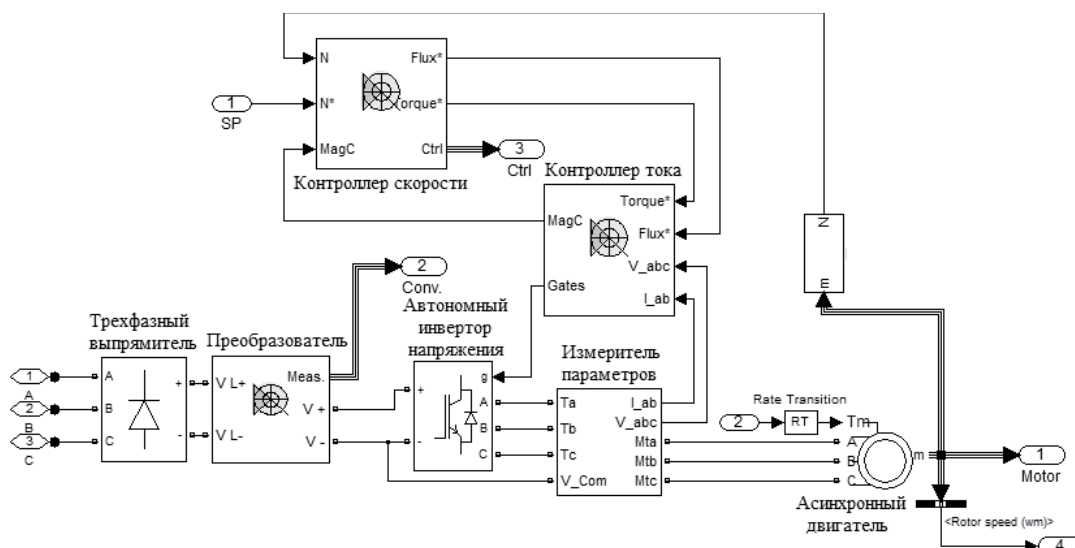 N
Flux*
1
N*
Torque*
SP
MagC
Ctrl
3
Ctrl
Контроллер скорости
Контроллер тока
Torque*
MagC
Flux*
V_abc
Gates
I_ab
N
m
2
Conv.
Трехфазный
выпрямитель
Преобразователь
Автономный
инвертор
напряжения
Измеритель
параметров
1
A
A
+
2
B
B
-
3
C
C
V L+
Meas.
V +
V L-
V -
+
g
A
B
-
C
Ta
I_ab
V_abc
Tb
Mta
Tc
Mtb
V_Com
Mtc
Rate Transition
2
RT
Tm
A
B
m
C
1
Motor
Асинхронный
двигатель
<Rotor speed (wm)>
4